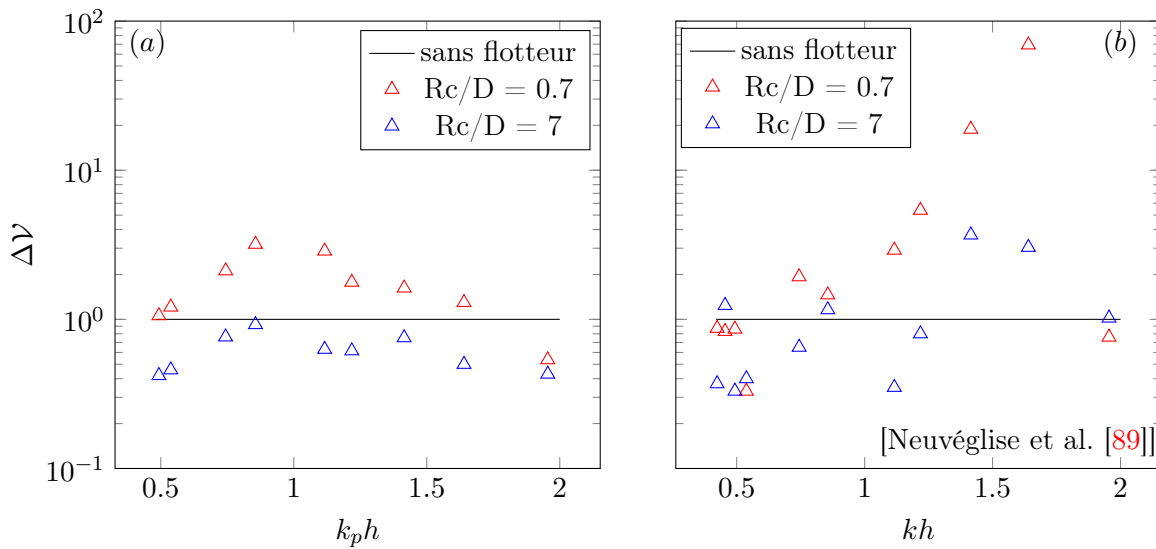 (a)
sans flotteur
Rc/D = 0.7
Rc/D = 7
10^2
10^1
10^0
10^−1
ΔV
0.5
1
1.5
2
k_p h
(b)
sans flotteur
Rc/D = 0.7
Rc/D = 7
[Neuvéglise et al. [89]]
0.5
1
1.5
2
kh